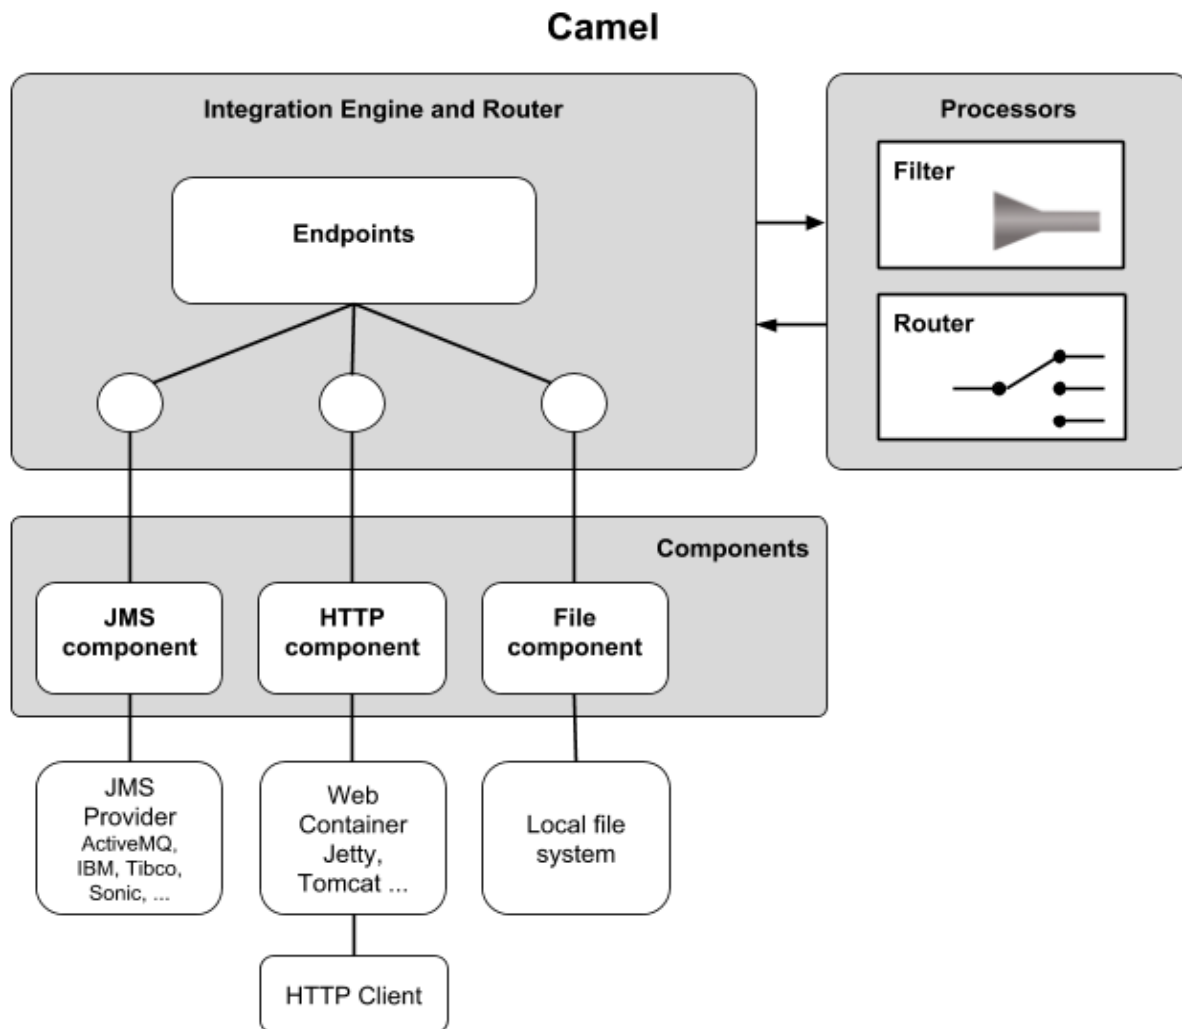 Camel
Integration Engine and Router
Processors
Filter
Endpoints
Router
Components
JMS
component
HTTP
component
File
component
JMS
Provider
ActiveMQ,
IBM, Tibco,
Sonic, ...
Web
Container
Jetty,
Tomcat ...
Local file
system
HTTP Client